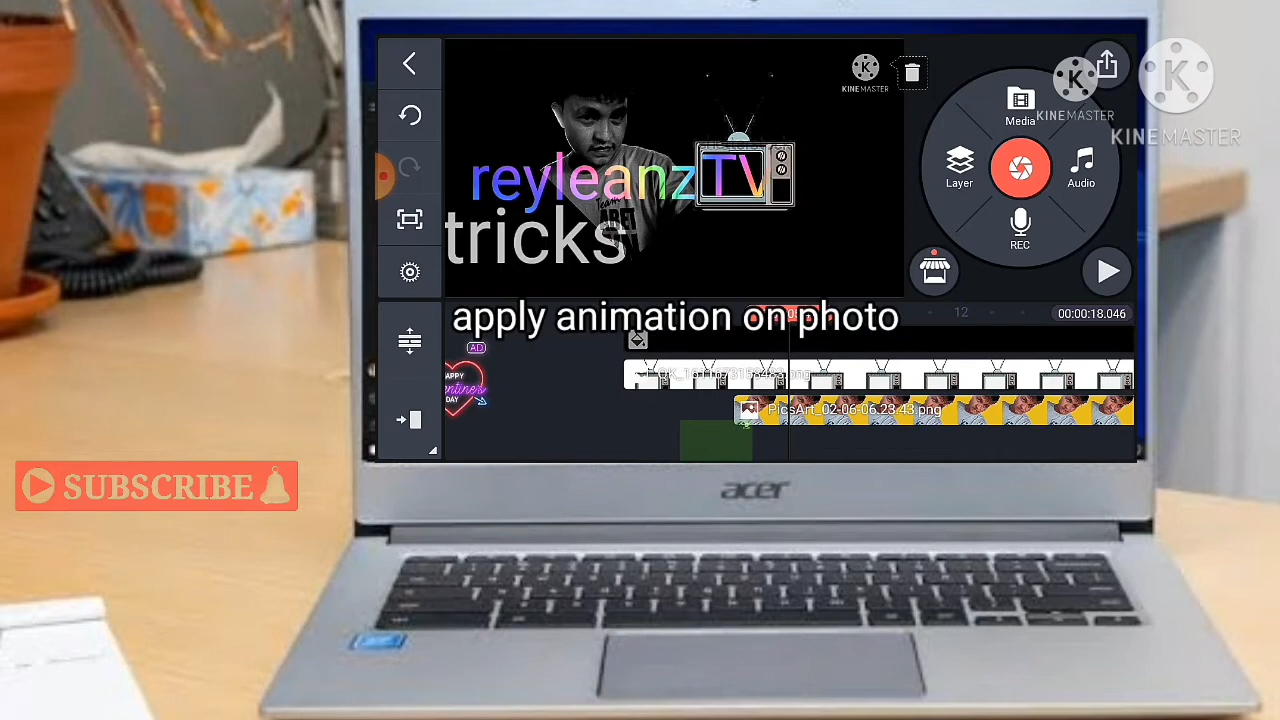 KINEMASTER
KINEMASTER
KINEMASTER
Media
Layer
Audio
REC
reyleanzTV
tricks
apply animation on photo
12
00:00:18.046
AD
PicsArt_02-06-06.23.43.png
SUBSCRIBE
acer